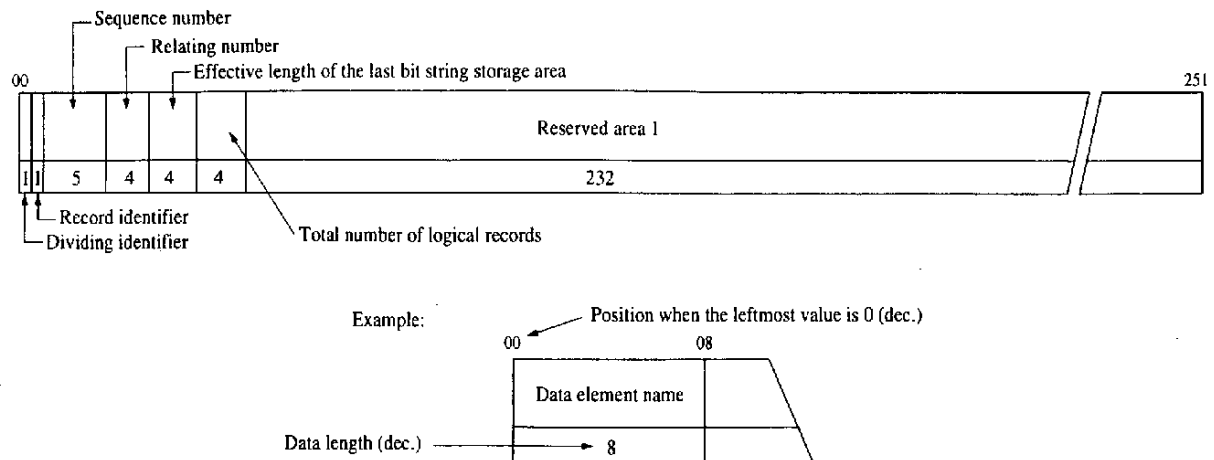 Sequence number
Relating number
Effective length of the last bit string storage area
00
251
Reserved area 1
1 1 5 4 4 4 232
Record identifier
Dividing identifier
Total number of logical records
Example:
Position when the leftmost value is 0 (dec.)
00
08
Data element name
Data length (dec.)
8